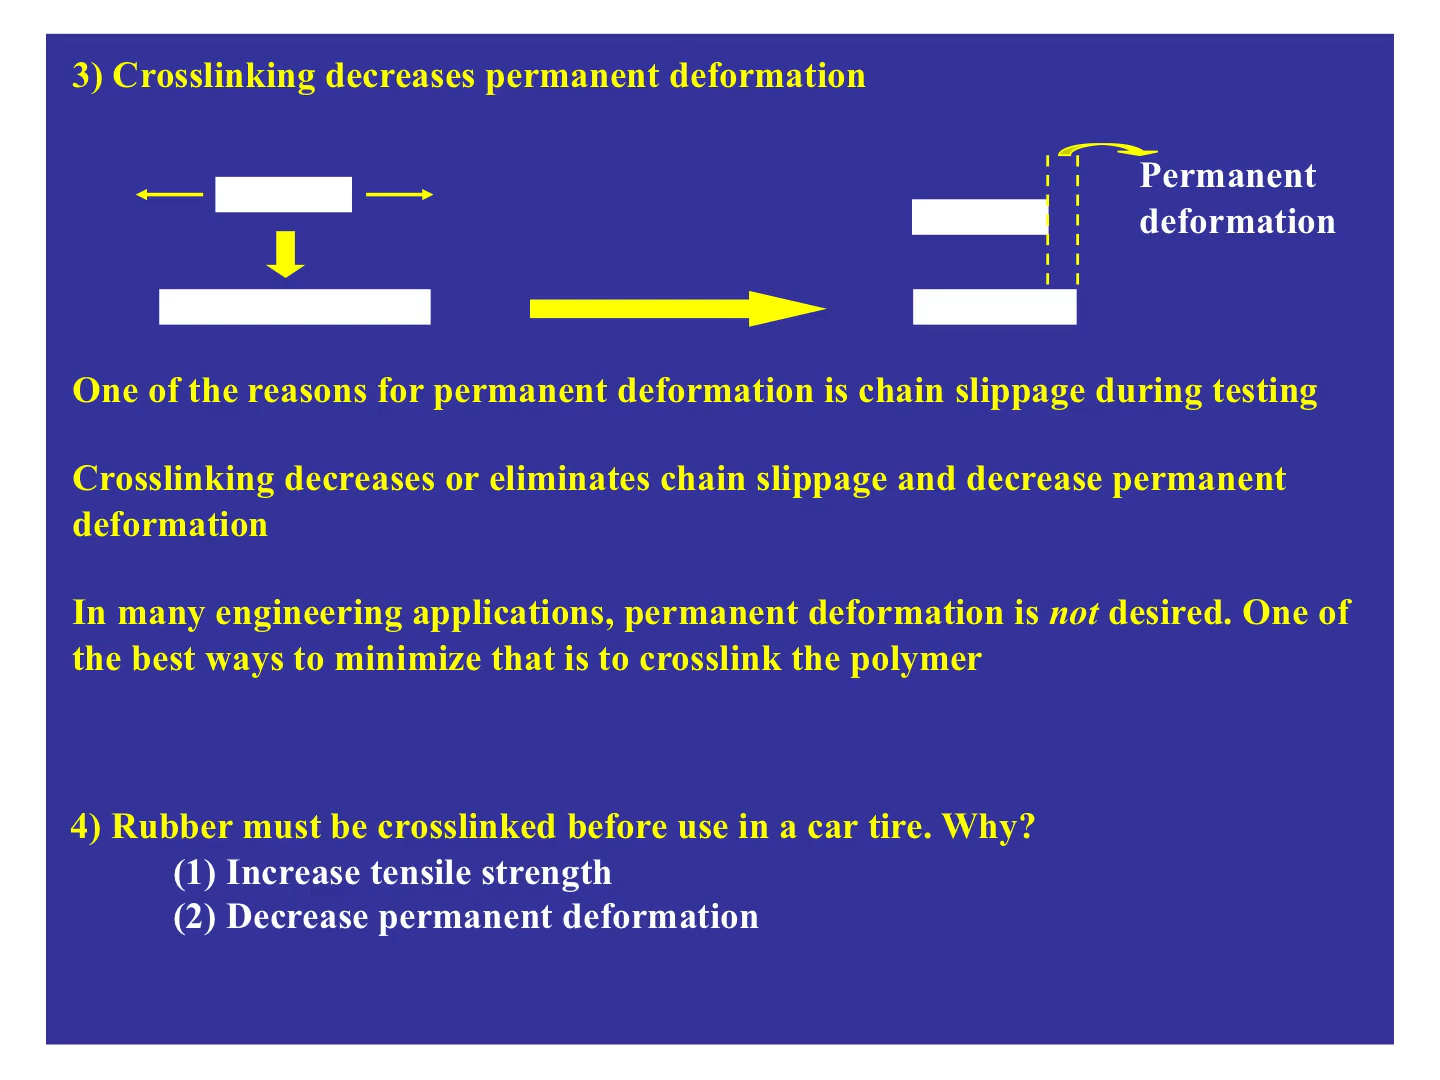 3) Crosslinking decreases permanent deformation
Permanent
deformation
One of the reasons for permanent deformation is chain slippage during testing
Crosslinking decreases or eliminates chain slippage and decrease permanent
deformation
In many engineering applications, permanent deformation is not desired. One of
the best ways to minimize that is to crosslink the polymer
4) Rubber must be crosslinked before use in a car tire. Why?
(1) Increase tensile strength
(2) Decrease permanent deformation